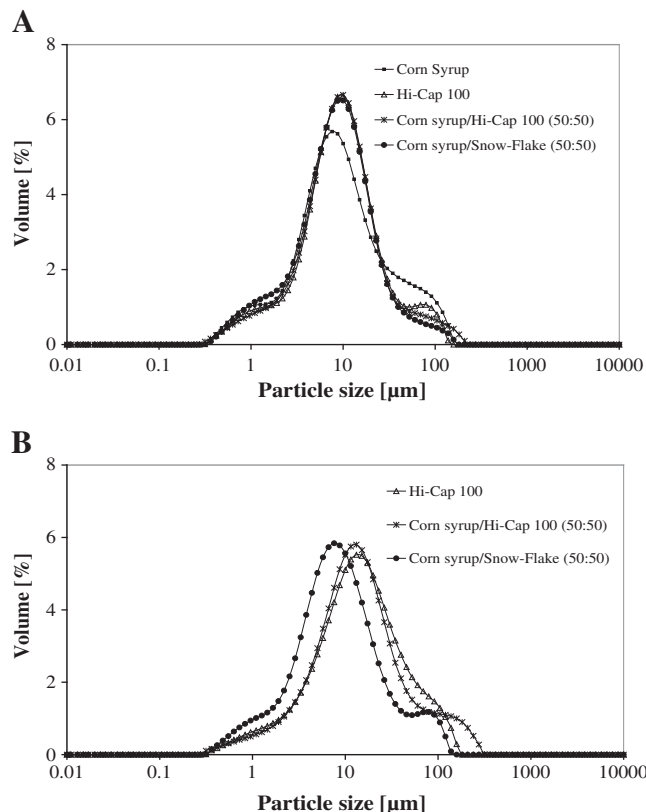 A
8
6
4
2
0
Volume [%]
Corn Syrup
Hi-Cap 100
Corn syrup/Hi-Cap 100 (50:50)
Corn syrup/Snow-Flake (50:50)
0.01 0.1 1 10 100 1000 10000
Particle size [µm]
B
8
6
4
2
0
Volume [%]
Hi-Cap 100
Corn syrup/Hi-Cap 100 (50:50)
Corn syrup/Snow-Flake (50:50)
0.01 0.1 1 10 100 1000 10000
Particle size [µm]